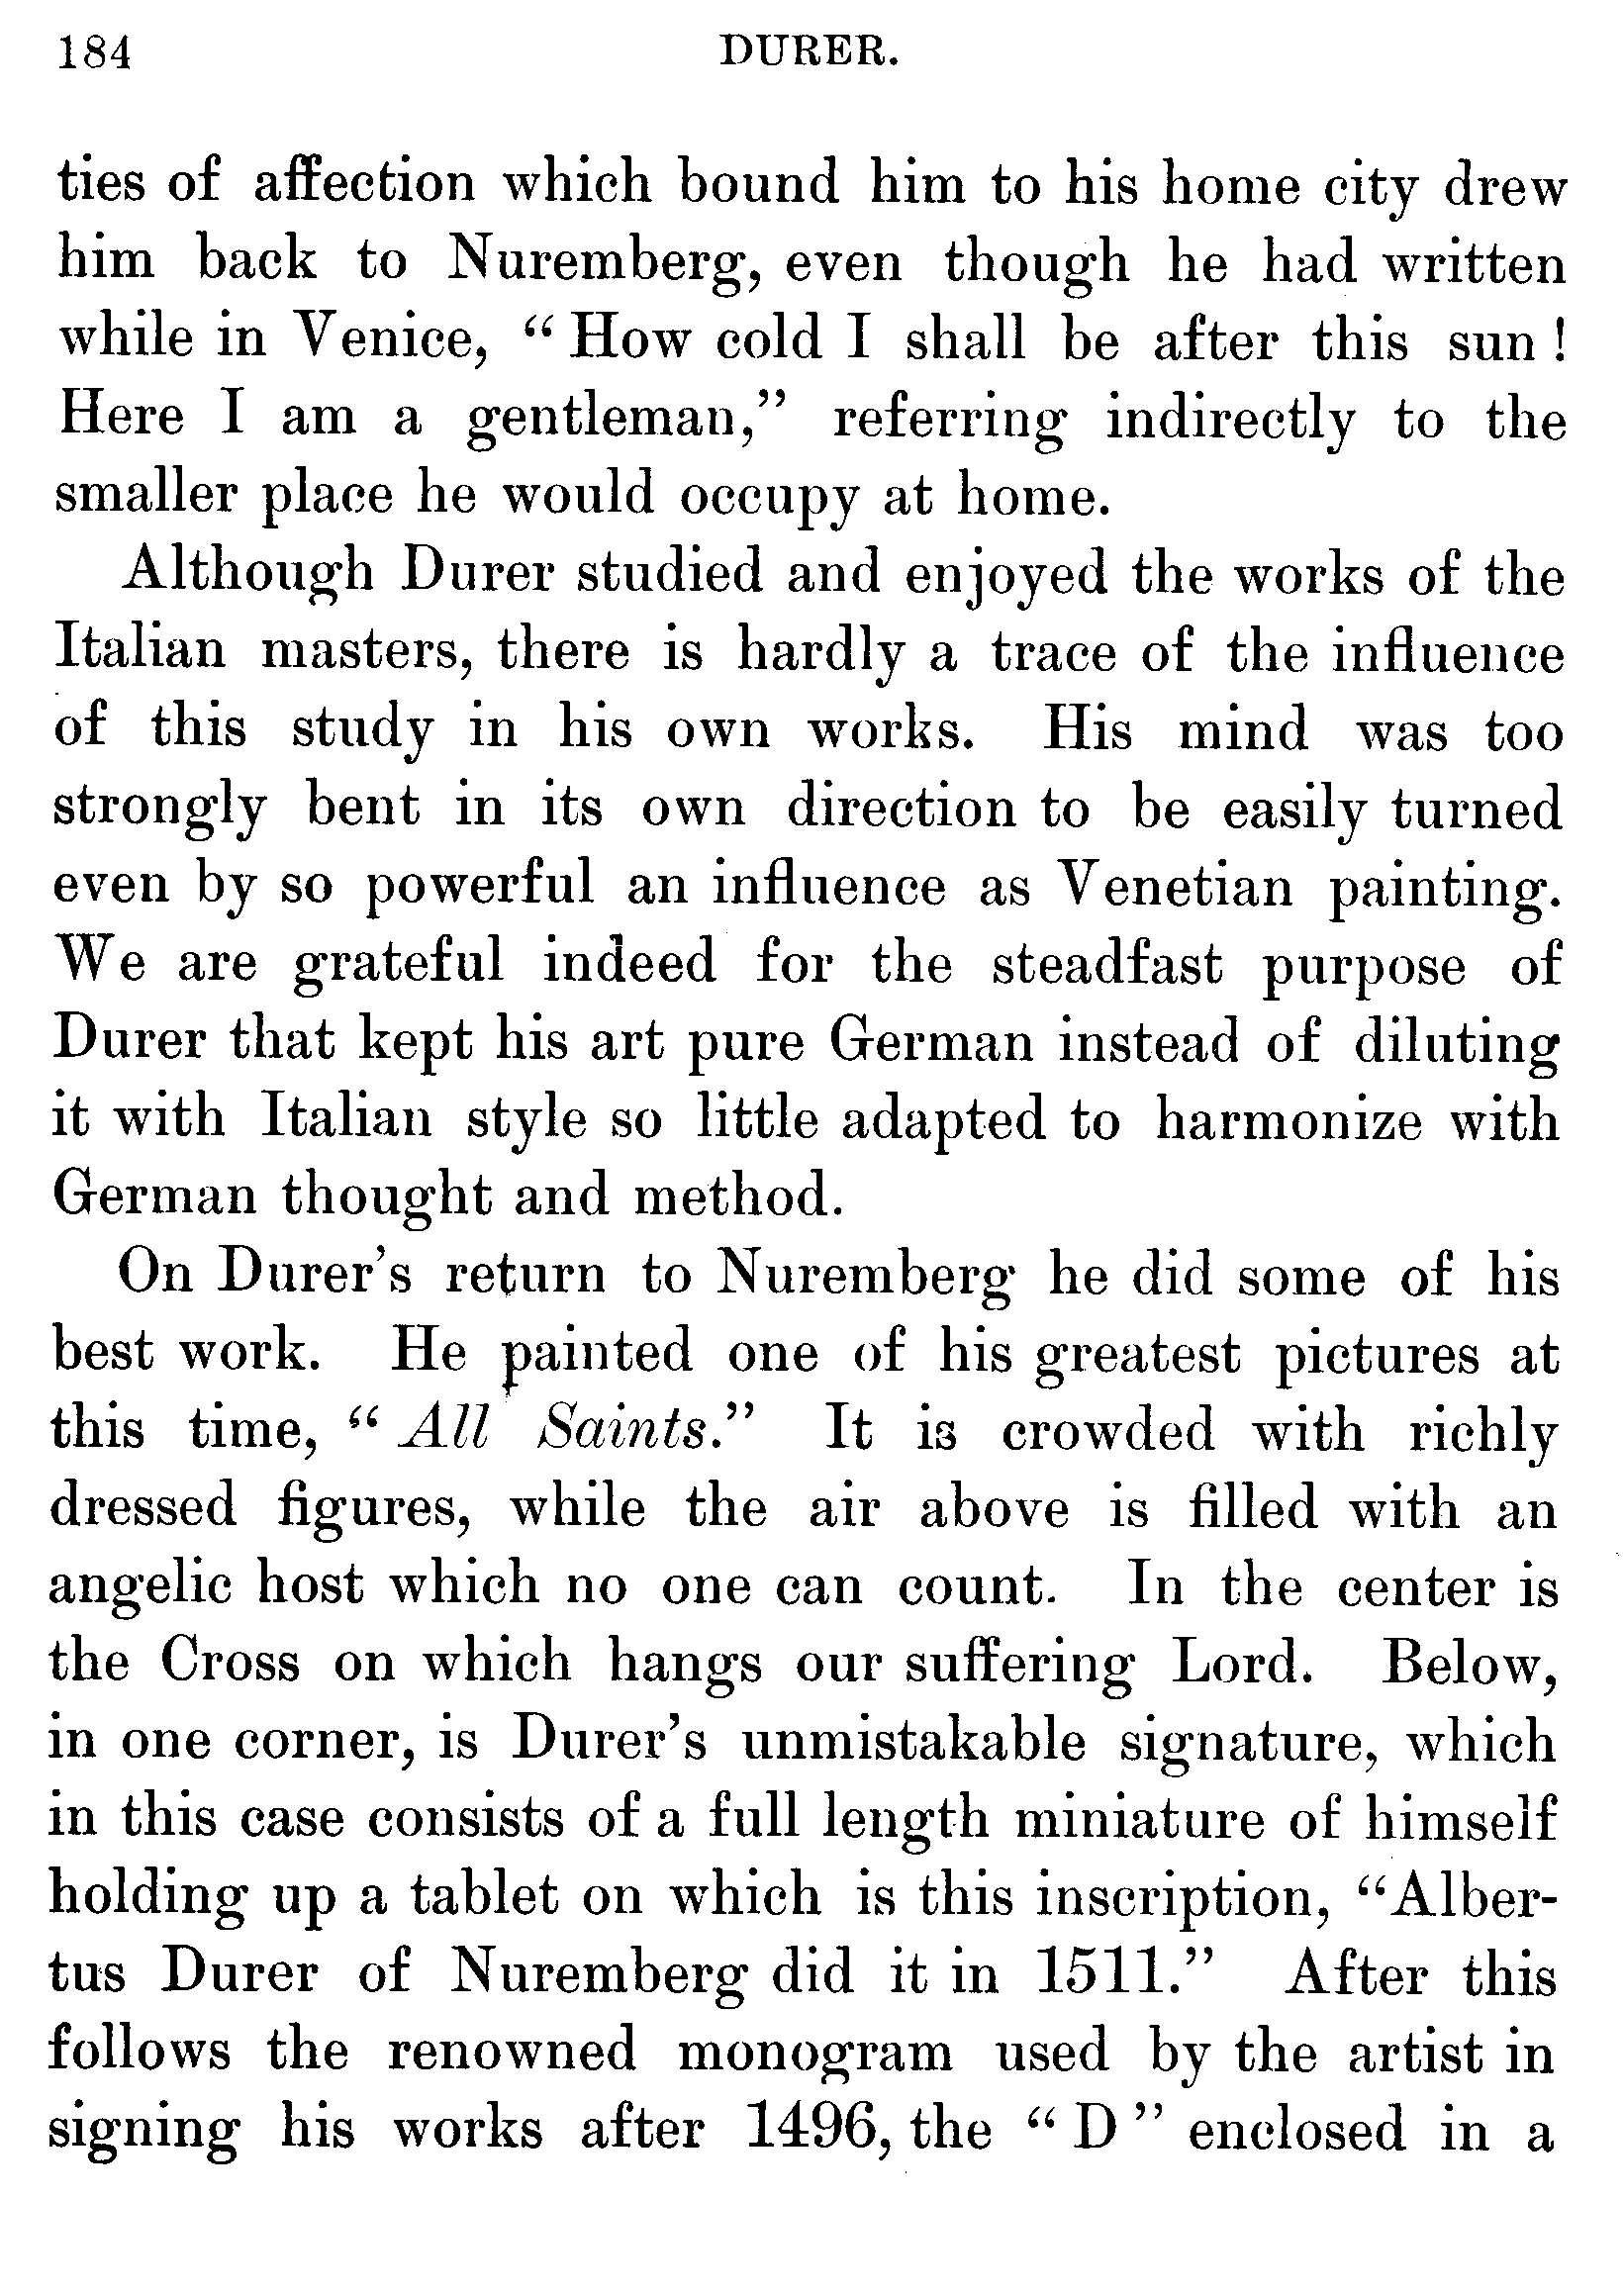 184 DURER.
ties of affection which bound him to his home city drew
him back to Nuremberg, even though he had written
while in Venice, “How cold I shall be after this sun!
Here I am a gentleman,” referring indirectly to the
smaller place he would occupy at home.
Although Durer studied and enjoyed the works of the
Italian masters, there is hardly a trace of the influence
of this study in his own works. His mind was too
strongly bent in its own direction to be easily turned
even by so powerful an influence as Venetian painting.
We are grateful indeed for the steadfast purpose of
Durer that kept his art pure German instead of diluting
it with Italian style so little adapted to harmonize with
German thought and method.
On Durer’s return to Nuremberg he did some of his
best work. He painted one of his greatest pictures at
this time, “All Saints.” It is crowded with richly
dressed figures, while the air above is filled with an
angelic host which no one can count. In the center is
the Cross on which hangs our suffering Lord. Below,
in one corner, is Durer’s unmistakable signature, which
in this case consists of a full length miniature of himself
holding up a tablet on which is this inscription, “Alber-
tus Durer of Nuremberg did it in 1511.” After this
follows the renowned monogram used by the artist in
signing his works after 1496, the “D” enclosed in a